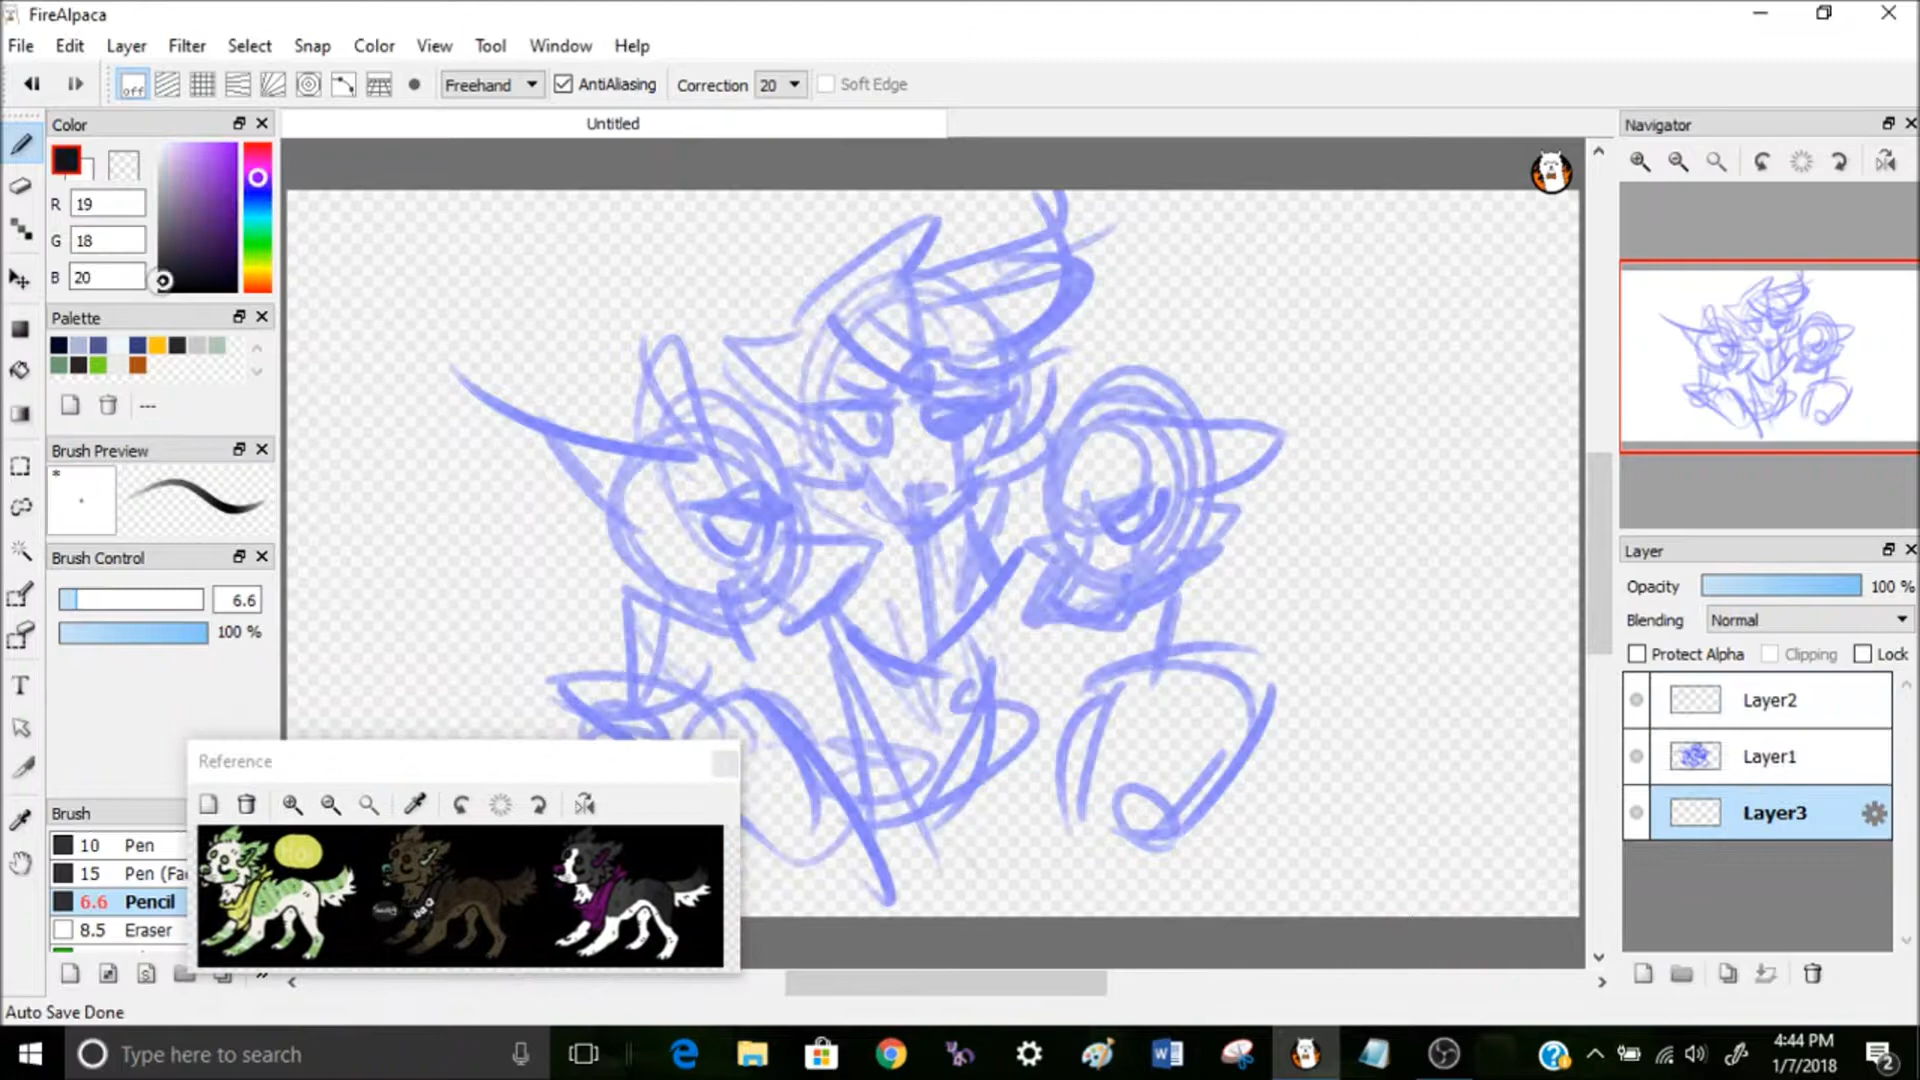 FireAlpaca
File Edit Layer Filter Select Snap Color View Tool Window Help
off Freehand AntiAliasing Correction 20 Soft Edge
Color
Untitled
Navigator
R 19
G 18
B 20
Palette
---
Brush Preview
*
Brush Control
6.6
100 %
Layer
Opacity 100 %
Blending Normal
Protect Alpha Clipping Lock
Layer2
Layer1
Layer3
Reference
Brush
10 Pen
15 Pen (Fa
6.6 Pencil
8.5 Eraser
Auto Save Done
Type here to search
4:44 PM
1/7/2018
2